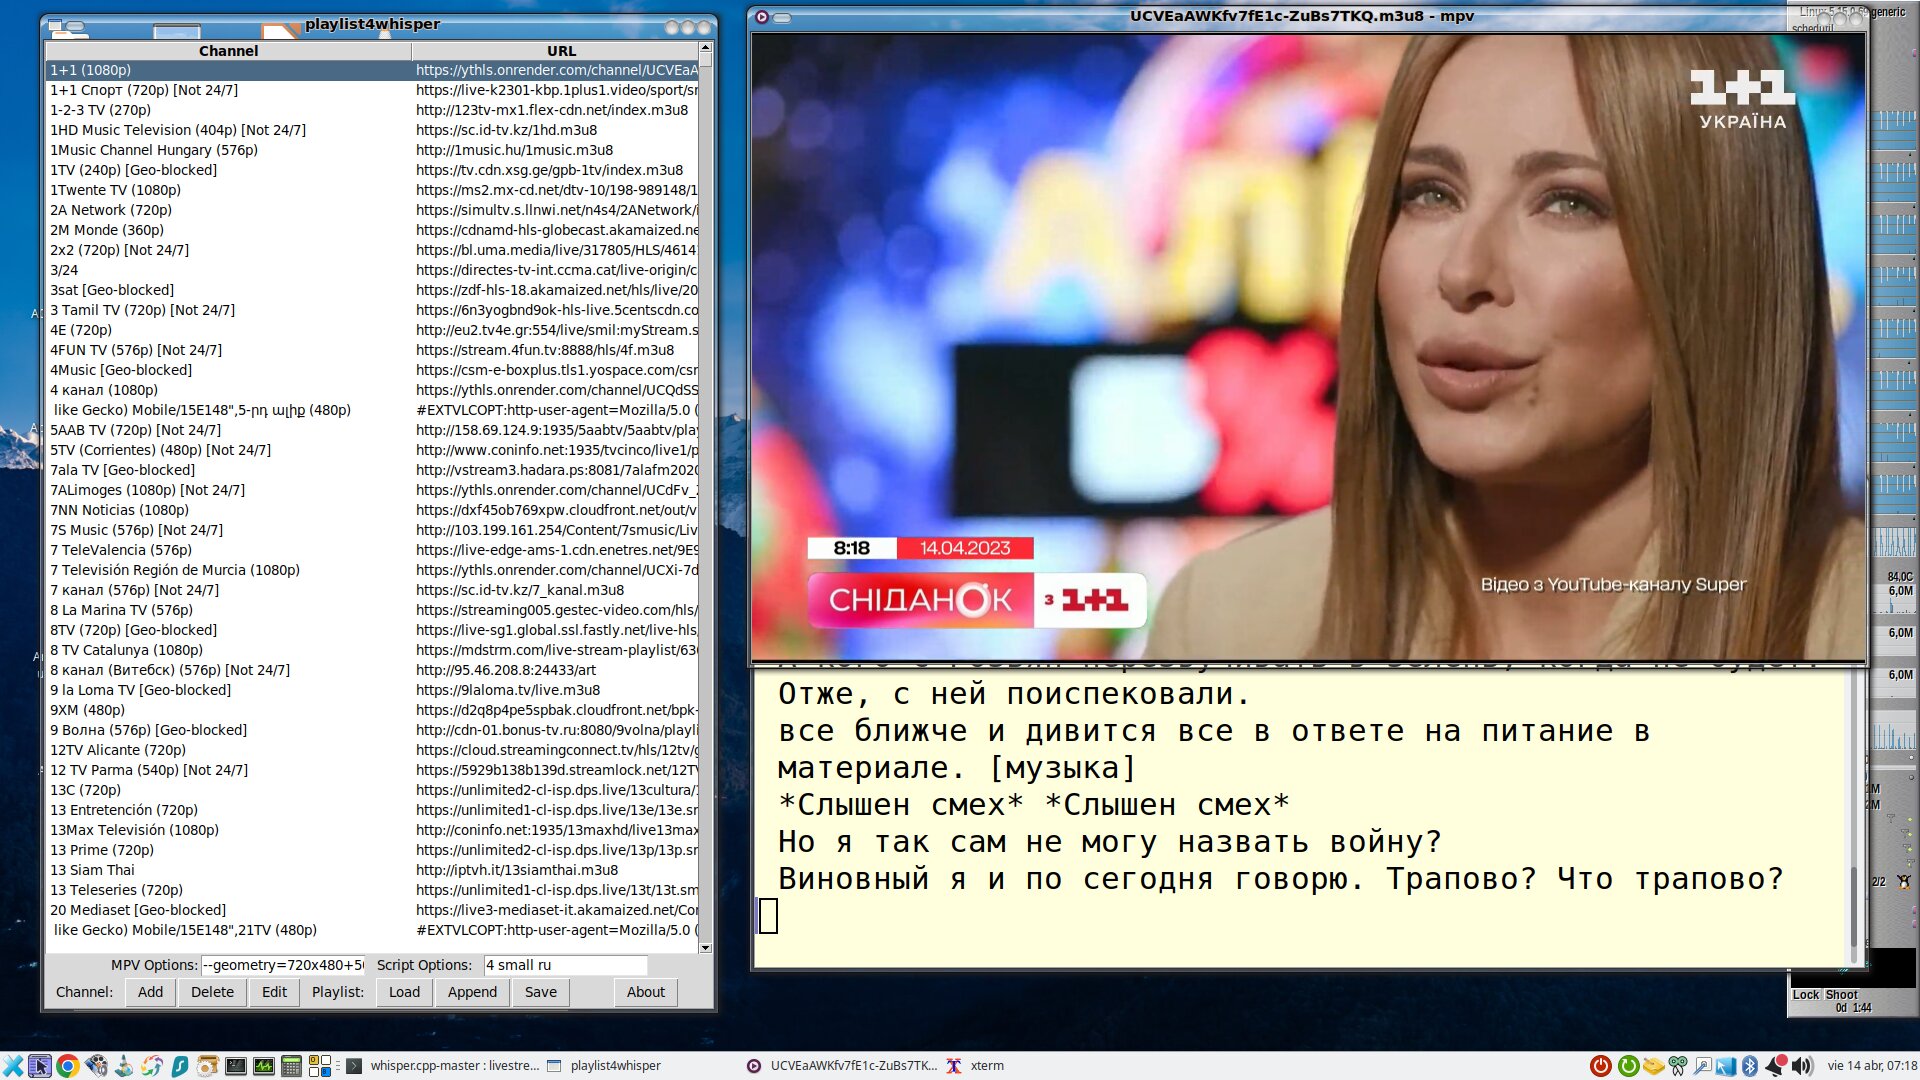 playlist4whisper
Channel URL
1+1 (1080p) https://ythls.onrender.com/channel/UCVEaA
1+1 Спорт (720p) [Not 24/7] https://live-k2301-kbp.1plus1.video/sport/sr
1-2-3 TV (270p) http://123tv-mx1.flex-cdn.net/index.m3u8
1HD Music Television (404p) [Not 24/7] https://sc.id-tv.kz/1hd.m3u8
1Music Channel Hungary (576p) http://1music.hu/1music.m3u8
1TV (240p) [Geo-blocked] https://tv.cdn.xsg.ge/gpb-1tv/index.m3u8
1Twente TV (1080p) https://ms2.mx-cd.net/dtv-10/198-989148/1
2A Network (720p) https://simultv.s.llnwi.net/n4s4/2ANetwork/i
2M Monde (360p) https://cdnamd-hls-globecast.akamaized.ne
2x2 (720p) [Not 24/7] https://bl.uma.media/live/317805/HLS/4614
3/24 https://directes-tv-int.ccma.cat/live-origin/c
3sat [Geo-blocked] https://zdf-hls-18.akamaized.net/hls/live/20
3 Tamil TV (720p) [Not 24/7] https://6n3yogbnd9ok-hls-live.5centscdn.co
4E (720p) http://eu2.tv4e.gr:554/live/smil:myStream.s
4FUN TV (576p) [Not 24/7] https://stream.4fun.tv:8888/hls/4f.m3u8
4Music [Geo-blocked] https://csm-e-boxplus.tls1.yospace.com/csr
4 канал (1080p) https://ythls.onrender.com/channel/UCQdSS
like Gecko) Mobile/15E148",5-րդ ալիք (480p) #EXTVLCOPT:http-user-agent=Mozilla/5.0 (
5AAB TV (720p) [Not 24/7] http://158.69.124.9:1935/5aabtv/5aabtv/play
5TV (Corrientes) (480p) [Not 24/7] http://www.coninfo.net:1935/tvcinco/live1/p
7ala TV [Geo-blocked] http://vstream3.hadara.ps:8081/7alafm2020
7ALimoges (1080p) [Not 24/7] https://ythls.onrender.com/channel/UCdFv_
7NN Noticias (1080p) https://dxf45ob769xpw.cloudfront.net/out/v
7S Music (576p) [Not 24/7] http://103.199.161.254/Content/7smusic/Liv
7 TeleValencia (576p) https://live-edge-ams-1.cdn.enetres.net/9E9
7 Televisión Región de Murcia (1080p) https://ythls.onrender.com/channel/UCXi-7d
7 канал (576p) [Not 24/7] https://sc.id-tv.kz/7_kanal.m3u8
8 La Marina TV (576p) https://streaming005.gestec-video.com/hls/
8TV (720p) [Geo-blocked] https://live-sg1.global.ssl.fastly.net/live-hls,
8 TV Catalunya (1080p) https://mdstrm.com/live-stream-playlist/63
8 канал (Витебск) (576p) [Not 24/7] http://95.46.208.8:24433/art
9 la Loma TV [Geo-blocked] https://9laloma.tv/live.m3u8
9XM (480p) https://d2q8p4pe5spbak.cloudfront.net/bpk-
9 Волна (576p) [Geo-blocked] http://cdn-01.bonus-tv.ru:8080/9volna/playli
12TV Alicante (720p) https://cloud.streamingconnect.tv/hls/12tv/g
12 TV Parma (540p) [Not 24/7] https://5929b138b139d.streamlock.net/12TV
13C (720p) https://unlimited2-cl-isp.dps.live/13cultura/
13 Entretención (720p) https://unlimited1-cl-isp.dps.live/13e/13e.sr
13Max Televisión (1080p) http://coninfo.net:1935/13maxhd/live13max
13 Prime (720p) https://unlimited2-cl-isp.dps.live/13p/13p.sr
13 Siam Thai http://iptvh.it/13siamthai.m3u8
13 Teleseries (720p) https://unlimited1-cl-isp.dps.live/13t/13t.sm
20 Mediaset [Geo-blocked] https://live3-mediaset-it.akamaized.net/Cor
like Gecko) Mobile/15E148",21TV (480p) #EXTVLCOPT:http-user-agent=Mozilla/5.0 (
MPV Options: --geometry=720x480+5 Script Options: 4 small ru
Channel: Add Delete Edit Playlist: Load Append Save About
UCVEaAWKfv7fE1c-ZuBs7TKQ.m3u8 - mpv
1+1
УКРАЇНА
8:18 14.04.2023
СНІДАНОК з 1+1
Відео з YouTube-каналу Super
Отже, с ней поиспековали.
все ближче и дивится все в ответе на питание в
материале. [музыка]
*Слышен смех* *Слышен смех*
Но я так сам не могу назвать войну?
Виновный я и по сегодня говорю. Трапово? Что трапово?
84,0C
6,0M
6,0M
6,0M
2/2
Lock Shoot
0d 1:44
whisper.cpp-master : livestre... playlist4whisper UCVEaAWKfv7fE1c-ZuBs7TK... xterm vie 14 abr, 07:18